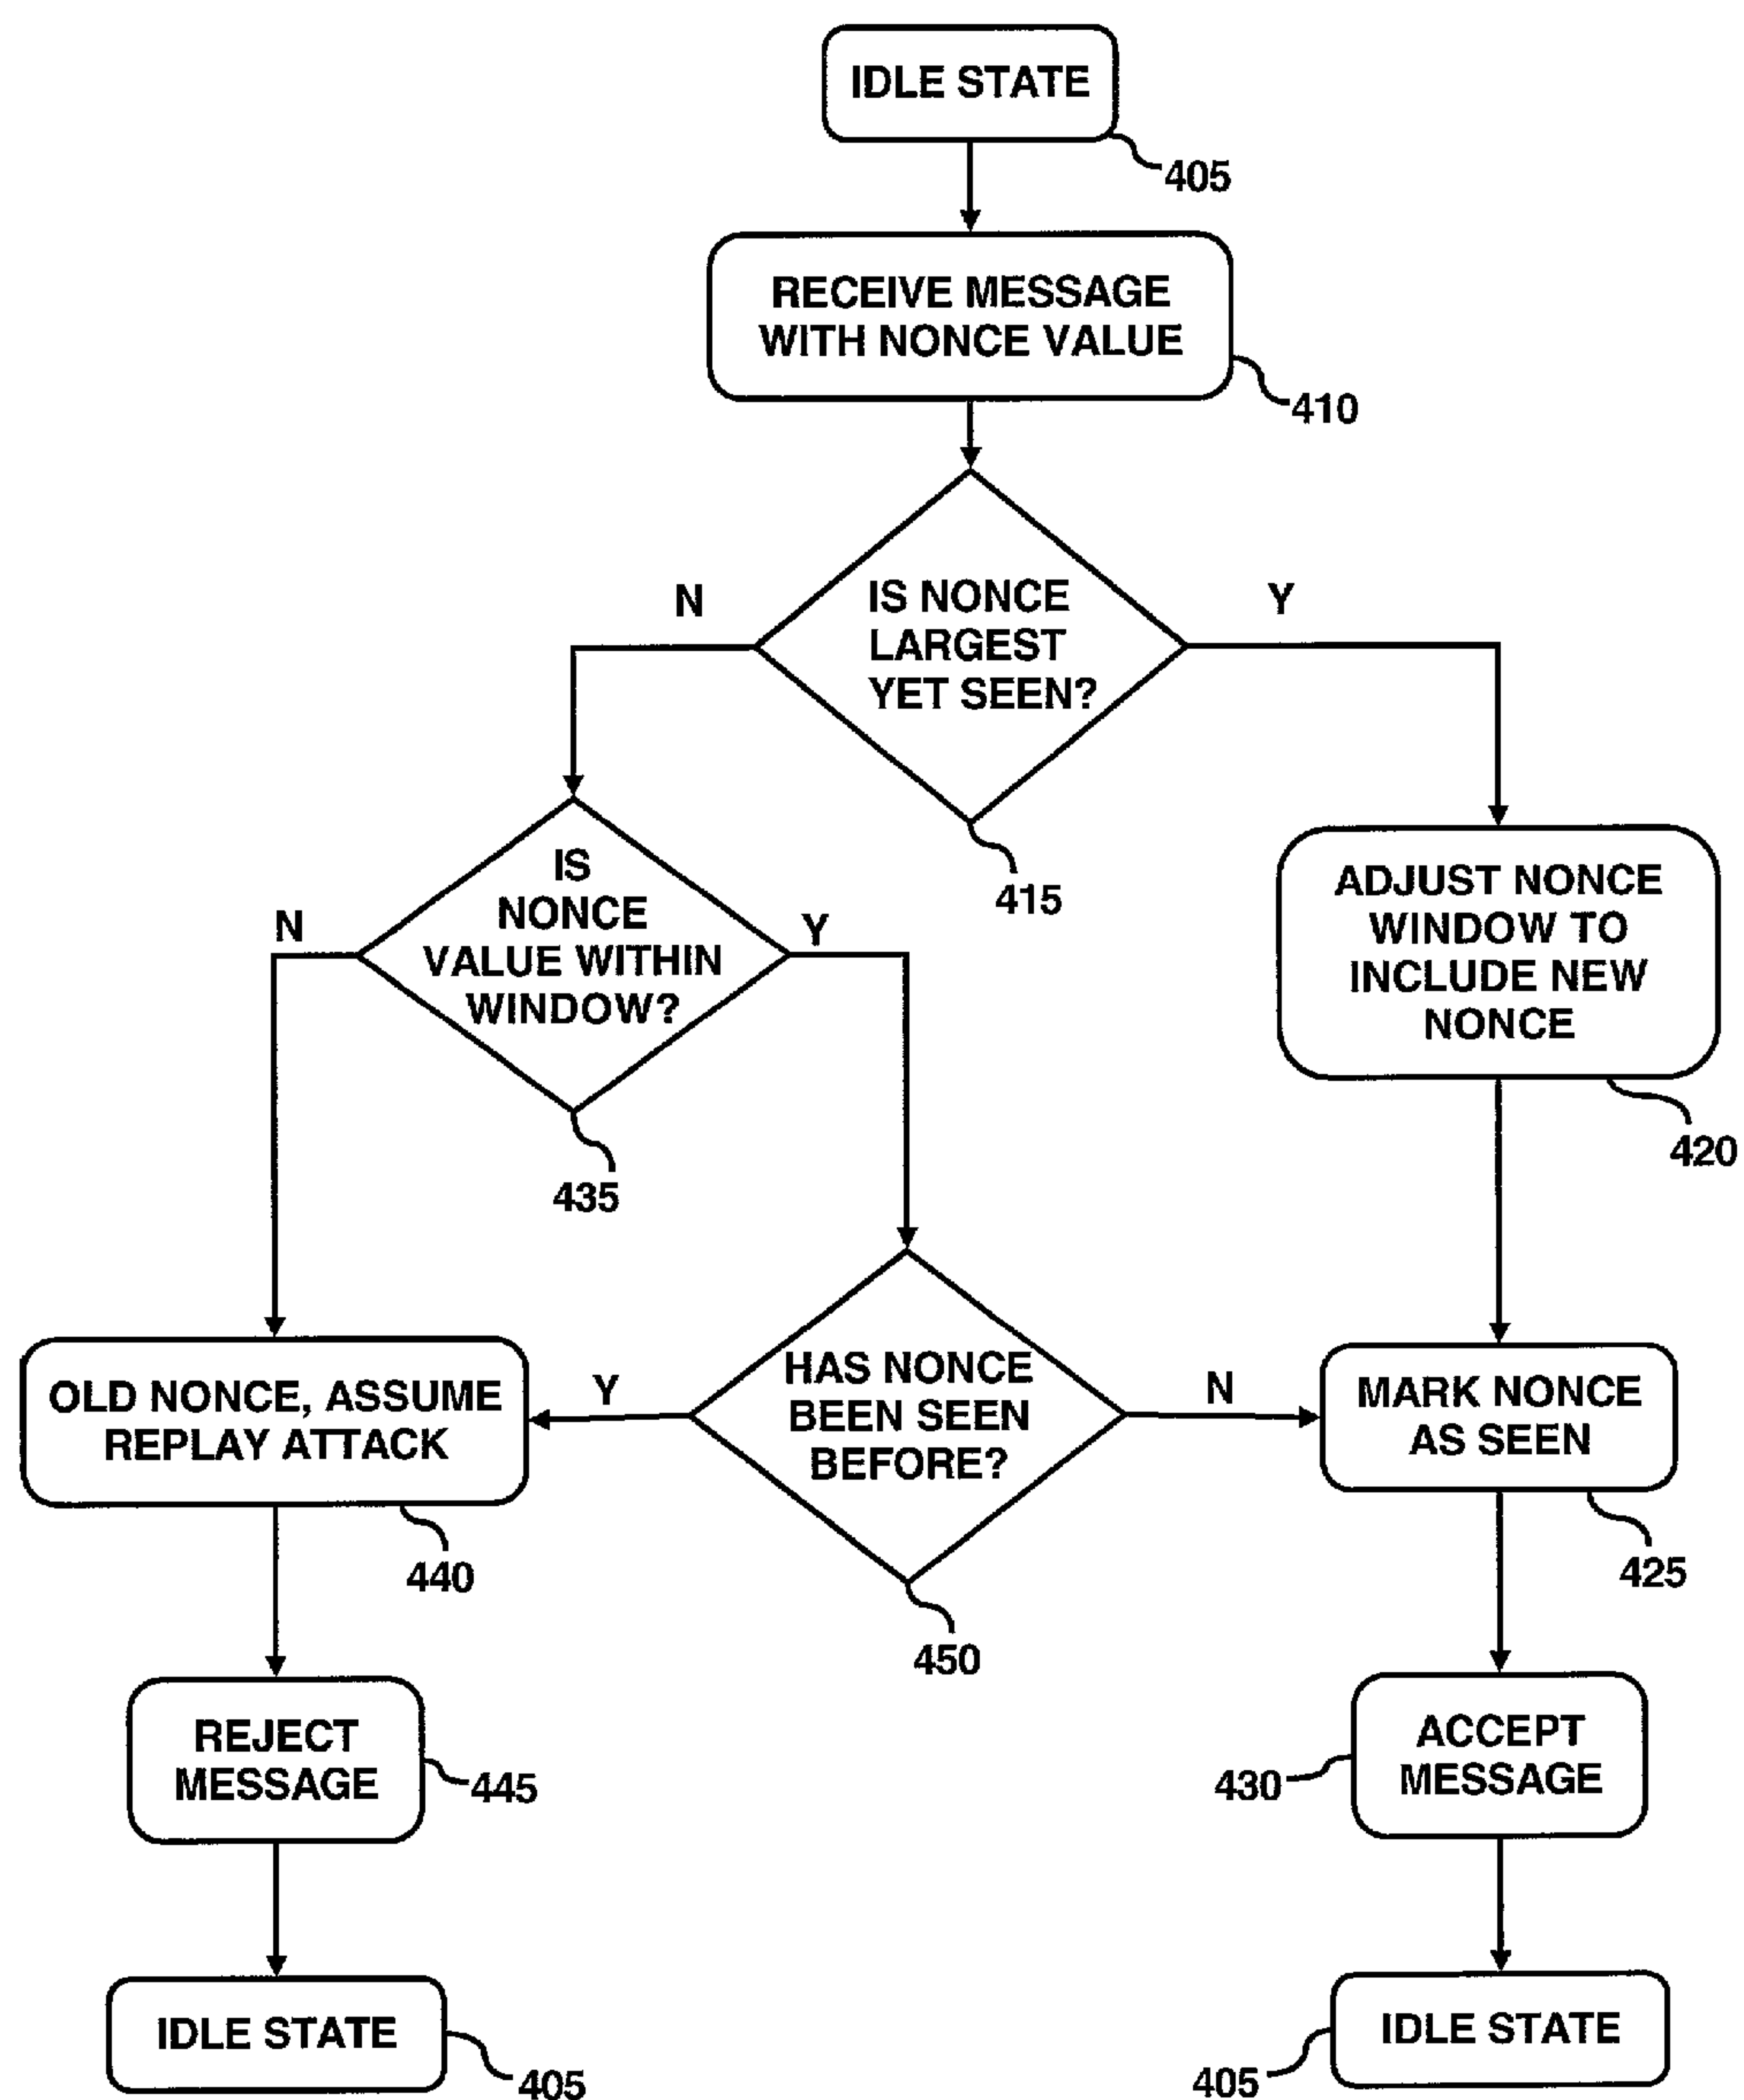 IDLE STATE
405
RECEIVE MESSAGE
WITH NONCE VALUE
410
N
IS NONCE
LARGEST
YET SEEN?
Y
415
N
IS
NONCE
VALUE WITHIN
WINDOW?
Y
435
ADJUST NONCE
WINDOW TO
INCLUDE NEW
NONCE
420
OLD NONCE, ASSUME
REPLAY ATTACK
440
Y
HAS NONCE
BEEN SEEN
BEFORE?
N
450
MARK NONCE
AS SEEN
425
REJECT
MESSAGE
445
ACCEPT
MESSAGE
430
IDLE STATE
405
IDLE STATE
405